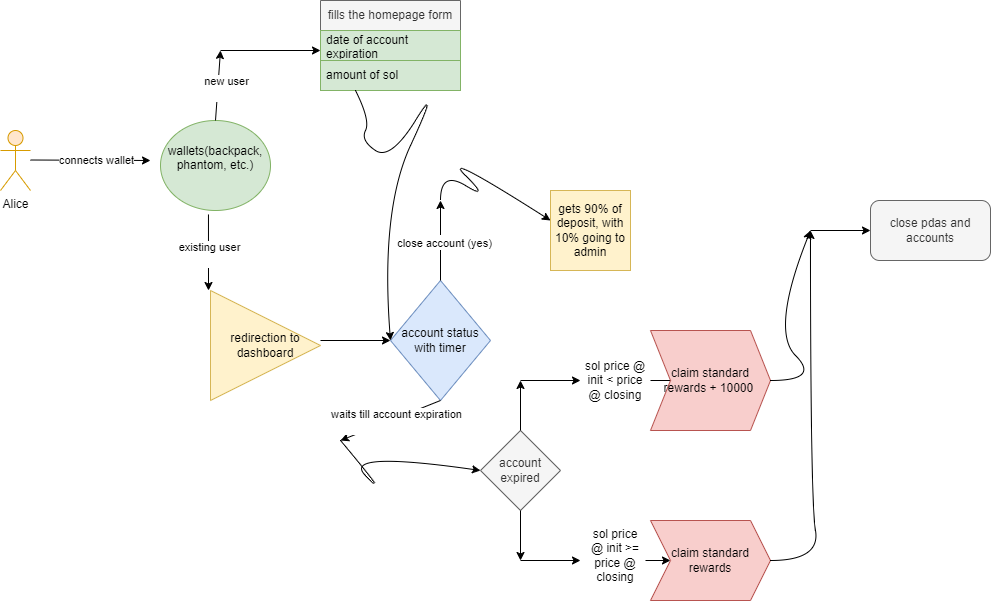 fills the homepage form
date of account
expiration
amount of sol
new user
wallets(backpack,
phantom, etc.)
connects wallet
Alice
existing user
redirection to
dashboard
close account (yes)
gets 90% of
deposit, with
10% going to
admin
account status
with timer
waits till account expiration
account
expired
sol price @
init < price
@ closing
claim standard
rewards + 10000
sol price
@ init >=
price @
closing
claim standard
rewards
close pdas and
accounts